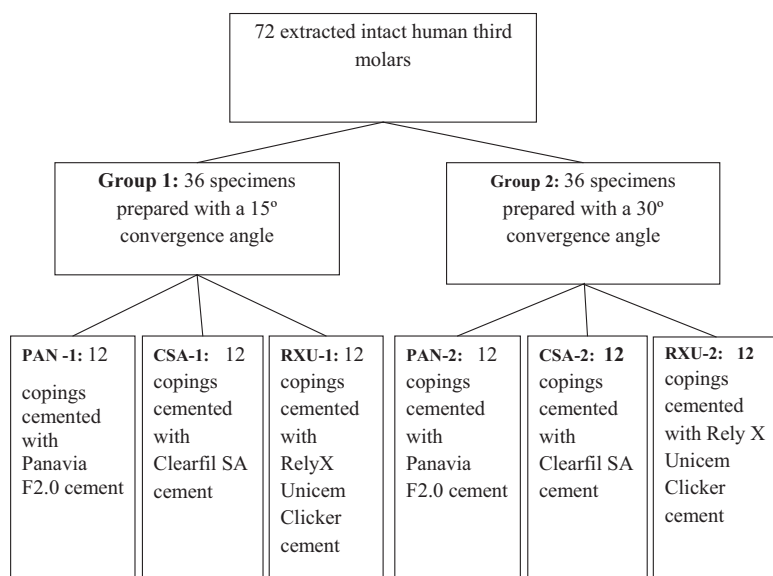 72 extracted intact human third
molars
Group 1: 36 specimens
prepared with a 15º
convergence angle
Group 2: 36 specimens
prepared with a 30º
convergence angle
PAN -1: 12
copings
cemented
with
Panavia
F2.0 cement
CSA-1: 12
copings
cemented
with
Clearfil SA
cement
RXU-1: 12
copings
cemented
with
RelyX
Unicem
Clicker
cement
PAN-2: 12
copings
cemented
with
Panavia
F2.0 cement
CSA-2: 12
copings
cemented
with
Clearfil SA
cement
RXU-2: 12
copings
cemented
with Rely X
Unicem
Clicker
cement